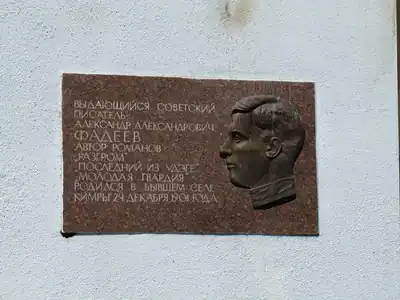 ВЫДАЮЩИЙСЯ СОВЕТСКИЙ
ПИСАТЕЛЬ
АЛЕКСАНДР АЛЕКСАНДРОВИЧ
ФАДЕЕВ
АВТОР РОМАНОВ
"РАЗГРОМ"
"ПОСЛЕДНИЙ ИЗ УДЭГЕ"
"МОЛОДАЯ ГВАРДИЯ"
РОДИЛСЯ В БЫВШЕМ СЕЛЕ
КИМРЫ 24 ДЕКАБРЯ 1901 ГОДА